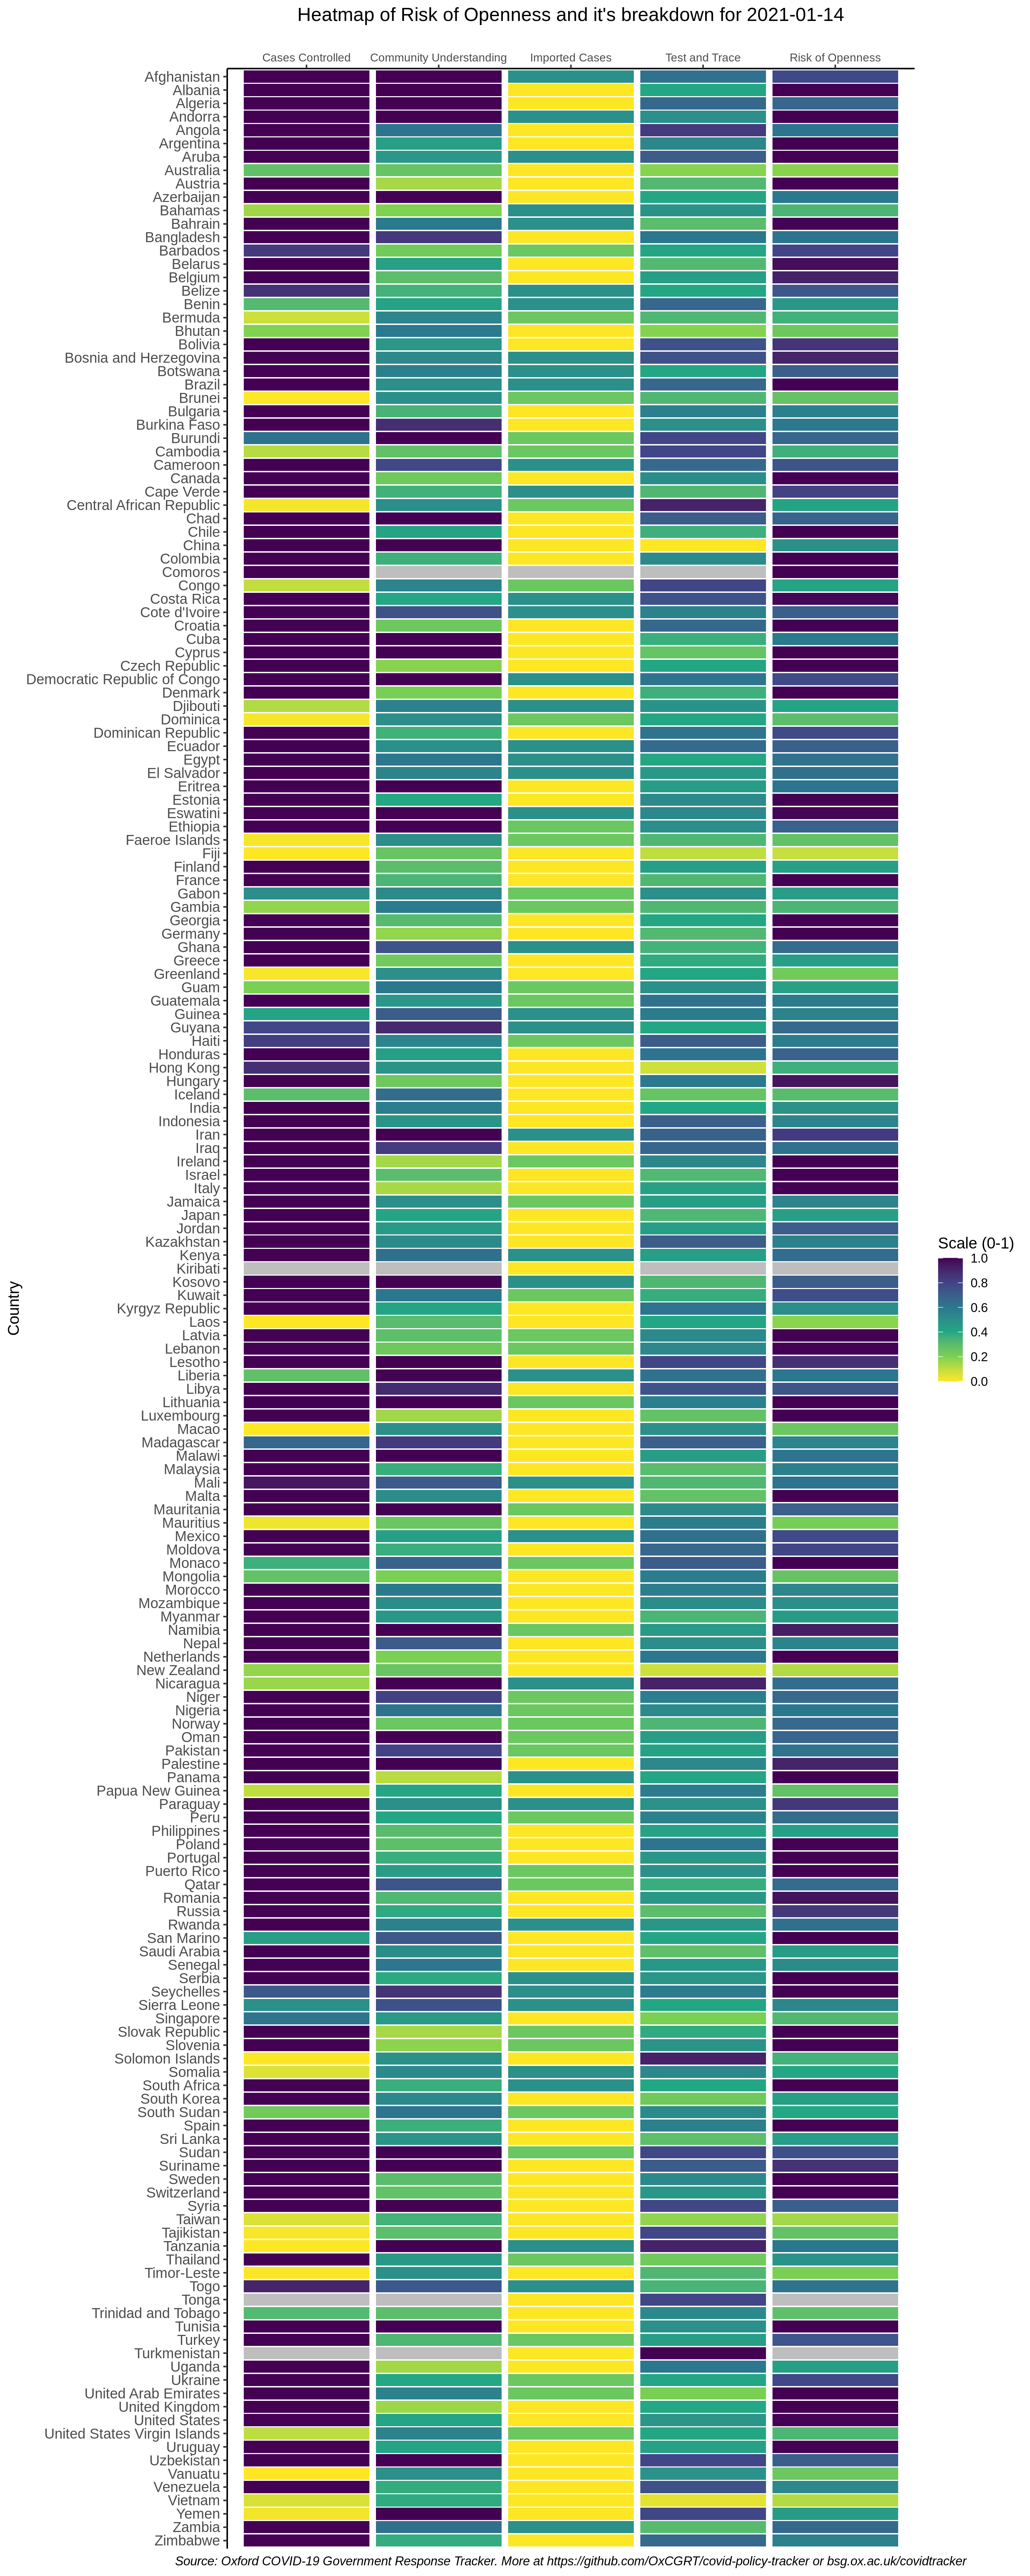 Heatmap of Risk of Openness and it's breakdown for 2021-01-14
Cases Controlled Community Understanding Imported Cases Test and Trace Risk of Openness
Afghanistan
Albania
Algeria
Andorra
Angola
Argentina
Aruba
Australia
Austria
Azerbaijan
Bahamas
Bahrain
Bangladesh
Barbados
Belarus
Belgium
Belize
Benin
Bermuda
Bhutan
Bolivia
Bosnia and Herzegovina
Botswana
Brazil
Brunei
Bulgaria
Burkina Faso
Burundi
Cambodia
Cameroon
Canada
Cape Verde
Central African Republic
Chad
Chile
China
Colombia
Comoros
Congo
Costa Rica
Cote d'Ivoire
Croatia
Cuba
Cyprus
Czech Republic
Democratic Republic of Congo
Denmark
Djibouti
Dominica
Dominican Republic
Ecuador
Egypt
El Salvador
Eritrea
Estonia
Eswatini
Ethiopia
Faeroe Islands
Fiji
Finland
France
Gabon
Gambia
Georgia
Germany
Ghana
Greece
Greenland
Guam
Guatemala
Guinea
Guyana
Haiti
Honduras
Hong Kong
Hungary
Iceland
India
Indonesia
Iran
Iraq
Ireland
Israel
Italy
Jamaica
Japan
Jordan
Kazakhstan
Kenya
Kiribati
Kosovo
Kuwait
Kyrgyz Republic
Laos
Latvia
Lebanon
Lesotho
Liberia
Libya
Lithuania
Luxembourg
Macao
Madagascar
Malawi
Malaysia
Mali
Malta
Mauritania
Mauritius
Mexico
Moldova
Monaco
Mongolia
Morocco
Mozambique
Myanmar
Namibia
Nepal
Netherlands
New Zealand
Nicaragua
Niger
Nigeria
Norway
Oman
Pakistan
Palestine
Panama
Papua New Guinea
Paraguay
Peru
Philippines
Poland
Portugal
Puerto Rico
Qatar
Romania
Russia
Rwanda
San Marino
Saudi Arabia
Senegal
Serbia
Seychelles
Sierra Leone
Singapore
Slovak Republic
Slovenia
Solomon Islands
Somalia
South Africa
South Korea
South Sudan
Spain
Sri Lanka
Sudan
Suriname
Sweden
Switzerland
Syria
Taiwan
Tajikistan
Tanzania
Thailand
Timor-Leste
Togo
Tonga
Trinidad and Tobago
Tunisia
Turkey
Turkmenistan
Uganda
Ukraine
United Arab Emirates
United Kingdom
United States
United States Virgin Islands
Uruguay
Uzbekistan
Vanuatu
Venezuela
Vietnam
Yemen
Zambia
Zimbabwe
Country
Scale (0-1)
1.0
0.8
0.6
0.4
0.2
0.0
Source: Oxford COVID-19 Government Response Tracker. More at https://github.com/OxCGRT/covid-policy-tracker or bsg.ox.ac.uk/covidtracker